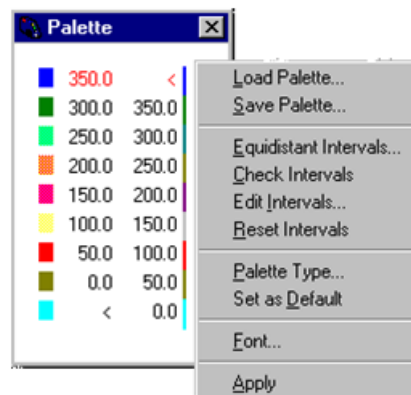 Palette
350.0 <
300.0 350.0
250.0 300.0
200.0 250.0
150.0 200.0
100.0 150.0
50.0 100.0
0.0 50.0
< 0.0
Load Palette...
Save Palette...
Equidistant Intervals...
Check Intervals
Edit Intervals...
Reset Intervals
Palette Type...
Set as Default
Font...
Apply